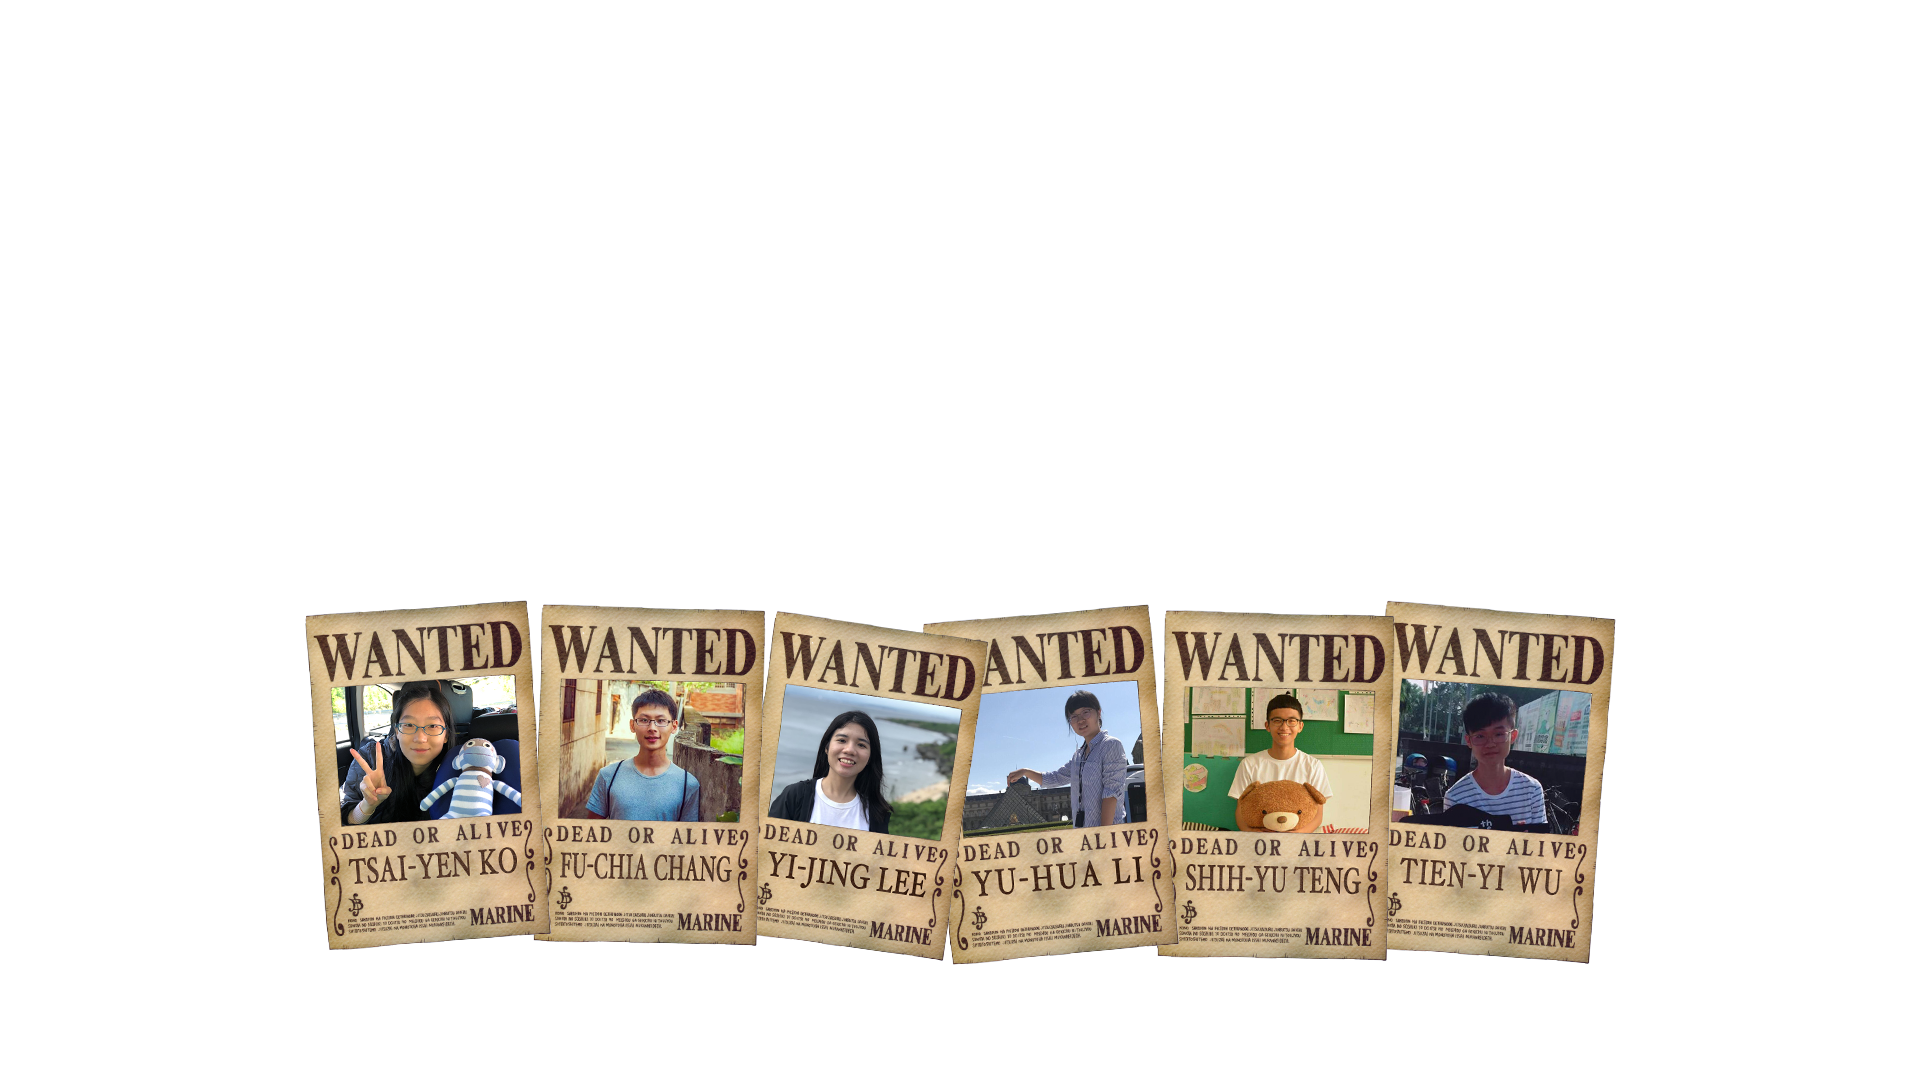 WANTED
DEAD OR ALIVE
TSAI-YEN KO
MARINE
WANTED
DEAD OR ALIVE
FU-CHIA CHANG
MARINE
WANTED
DEAD OR ALIVE
YI-JING LEE
MARINE
ANTED
DEAD OR ALIVE
YU-HUA LI
MARINE
WANTED
DEAD OR ALIVE
SHIH-YU TENG
MARINE
WANTED
DEAD OR ALIVE
TIEN-YI WU
MARINE